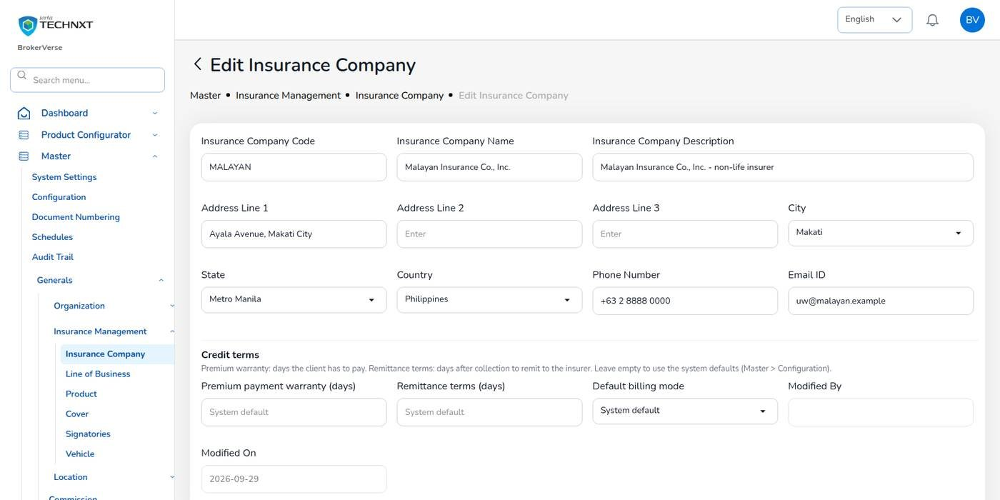 iorta
TECHNXT
BrokerVerse
Search menu...
Dashboard
Product Configurator
Master
System Settings
Configuration
Document Numbering
Schedules
Audit Trail
Generals
Organization
Insurance Management
Insurance Company
Line of Business
Product
Cover
Signatories
Vehicle
Location
Commission
English
BV
Edit Insurance Company
Master • Insurance Management • Insurance Company • Edit Insurance Company
Insurance Company Code
MALAYAN
Insurance Company Name
Malayan Insurance Co., Inc.
Insurance Company Description
Malayan Insurance Co., Inc. - non-life insurer
Address Line 1
Ayala Avenue, Makati City
Address Line 2
Enter
Address Line 3
Enter
City
Makati
State
Metro Manila
Country
Philippines
Phone Number
+63 2 8888 0000
Email ID
uw@malayan.example
Credit terms
Premium warranty: days the client has to pay. Remittance terms: days after collection to remit to the insurer. Leave empty to use the system defaults (Master > Configuration).
Premium payment warranty (days)
System default
Remittance terms (days)
System default
Default billing mode
System default
Modified By
Modified On
2026-09-29